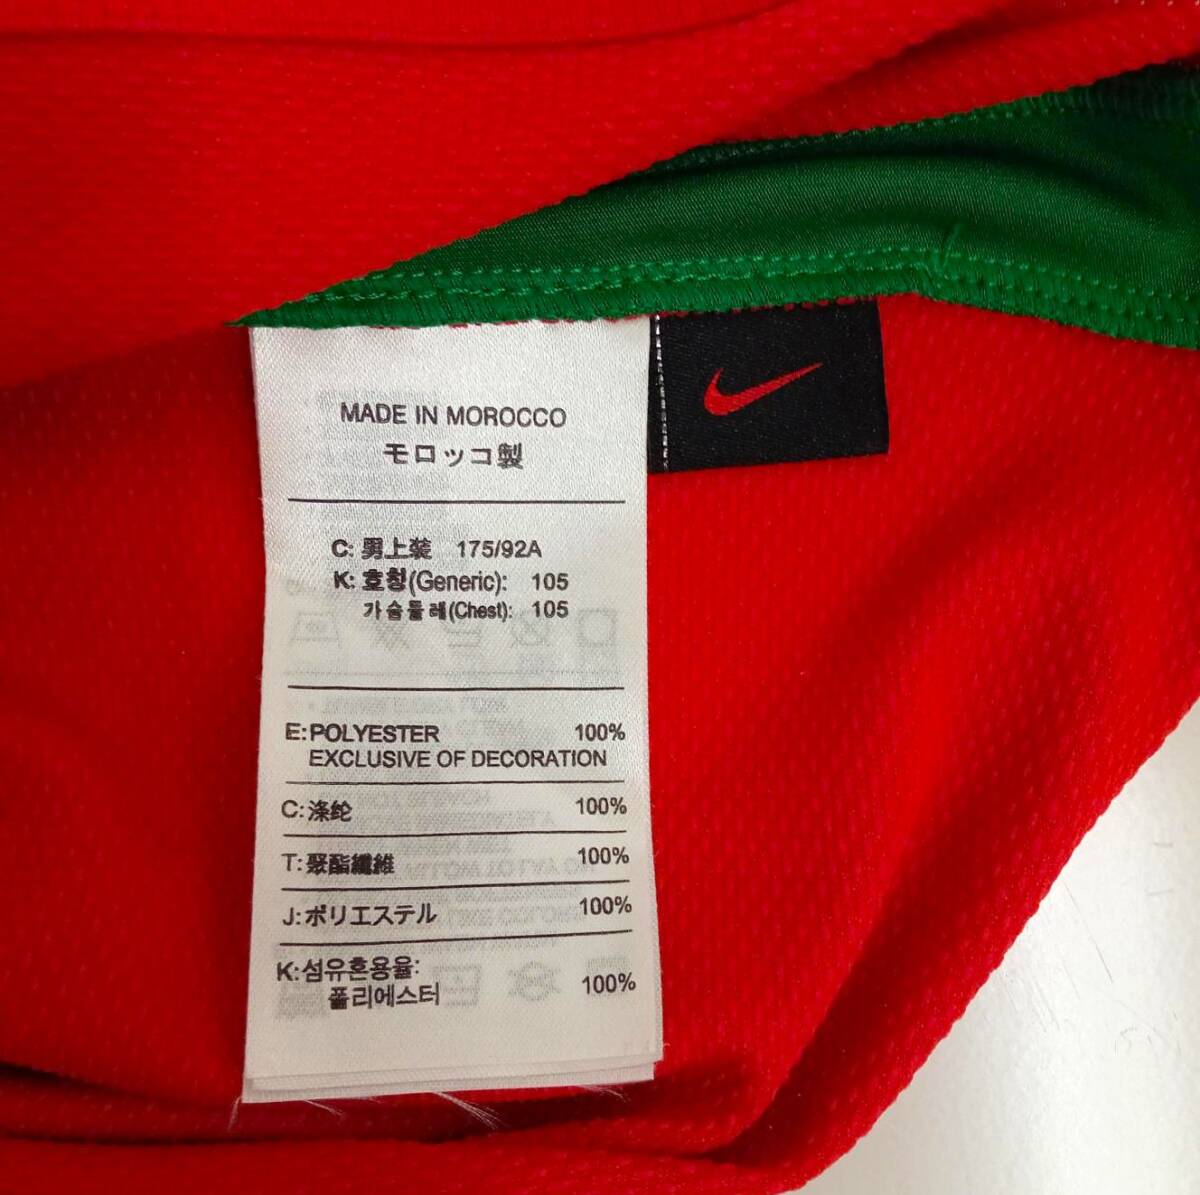 MADE IN MOROCCO
モロッコ製
C: 男上装 175/92A
K: 호칭(Generic): 105
가슴둘레(Chest): 105
E:POLYESTER 100%
EXCLUSIVE OF DECORATION
C:涤纶 100%
T:聚酯纖維 100%
J:ポリエステル 100%
K:섬유혼용율:
폴리에스터 100%